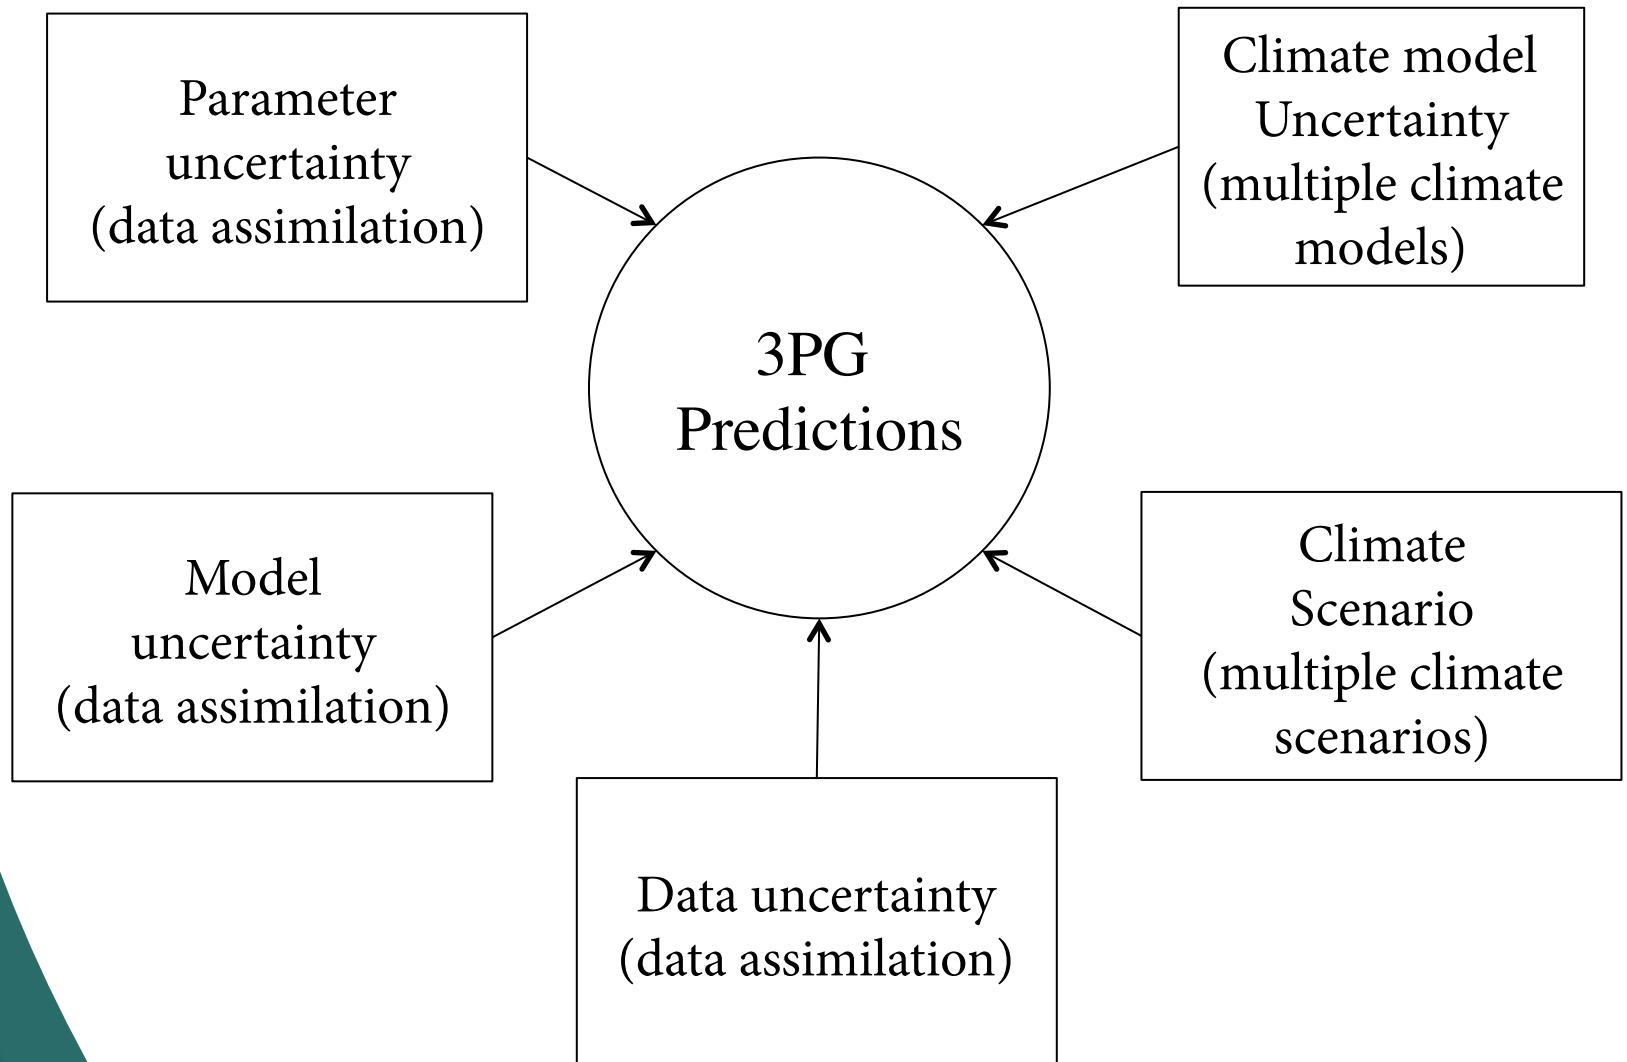 Parameter
uncertainty
(data assimilation)
Climate model
Uncertainty
(multiple climate
models)
3PG
Predictions
Model
uncertainty
(data assimilation)
Climate
Scenario
(multiple climate
scenarios)
Data uncertainty
(data assimilation)